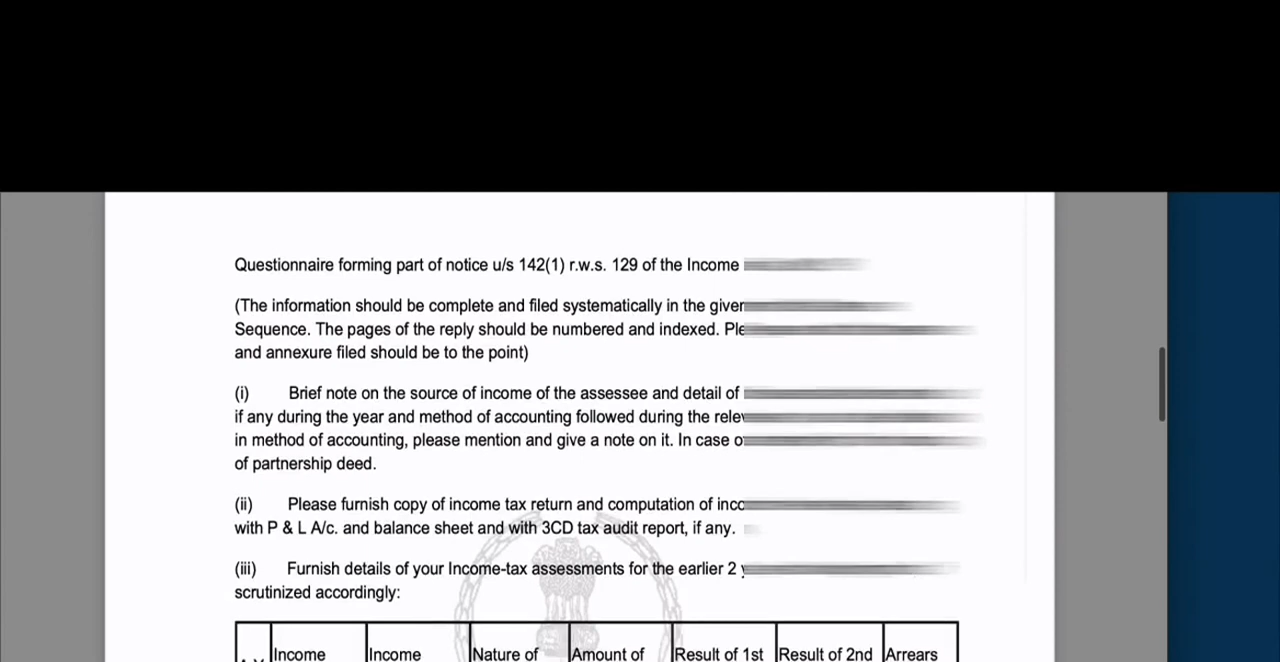 Questionnaire forming part of notice u/s 142(1) r.w.s. 129 of the Income
(The information should be complete and filed systematically in the
Sequence. The pages of the reply should be numbered and indexed.
and annexure filed should be to the point)
(i) Brief note on the source of income of the assessee and detail of
if any during the year and method of accounting followed during the
in method of accounting, please mention and give a note on it. In case
of partnership deed.
(ii) Please furnish copy of income tax return and computation of
with P & L A/c. and balance sheet and with 3CD tax audit report, if any.
(iii) Furnish details of your Income-tax assessments for the earlier 2
scrutinized accordingly:
Income Income Nature of Amount of Result of 1st Result of 2nd Arrears